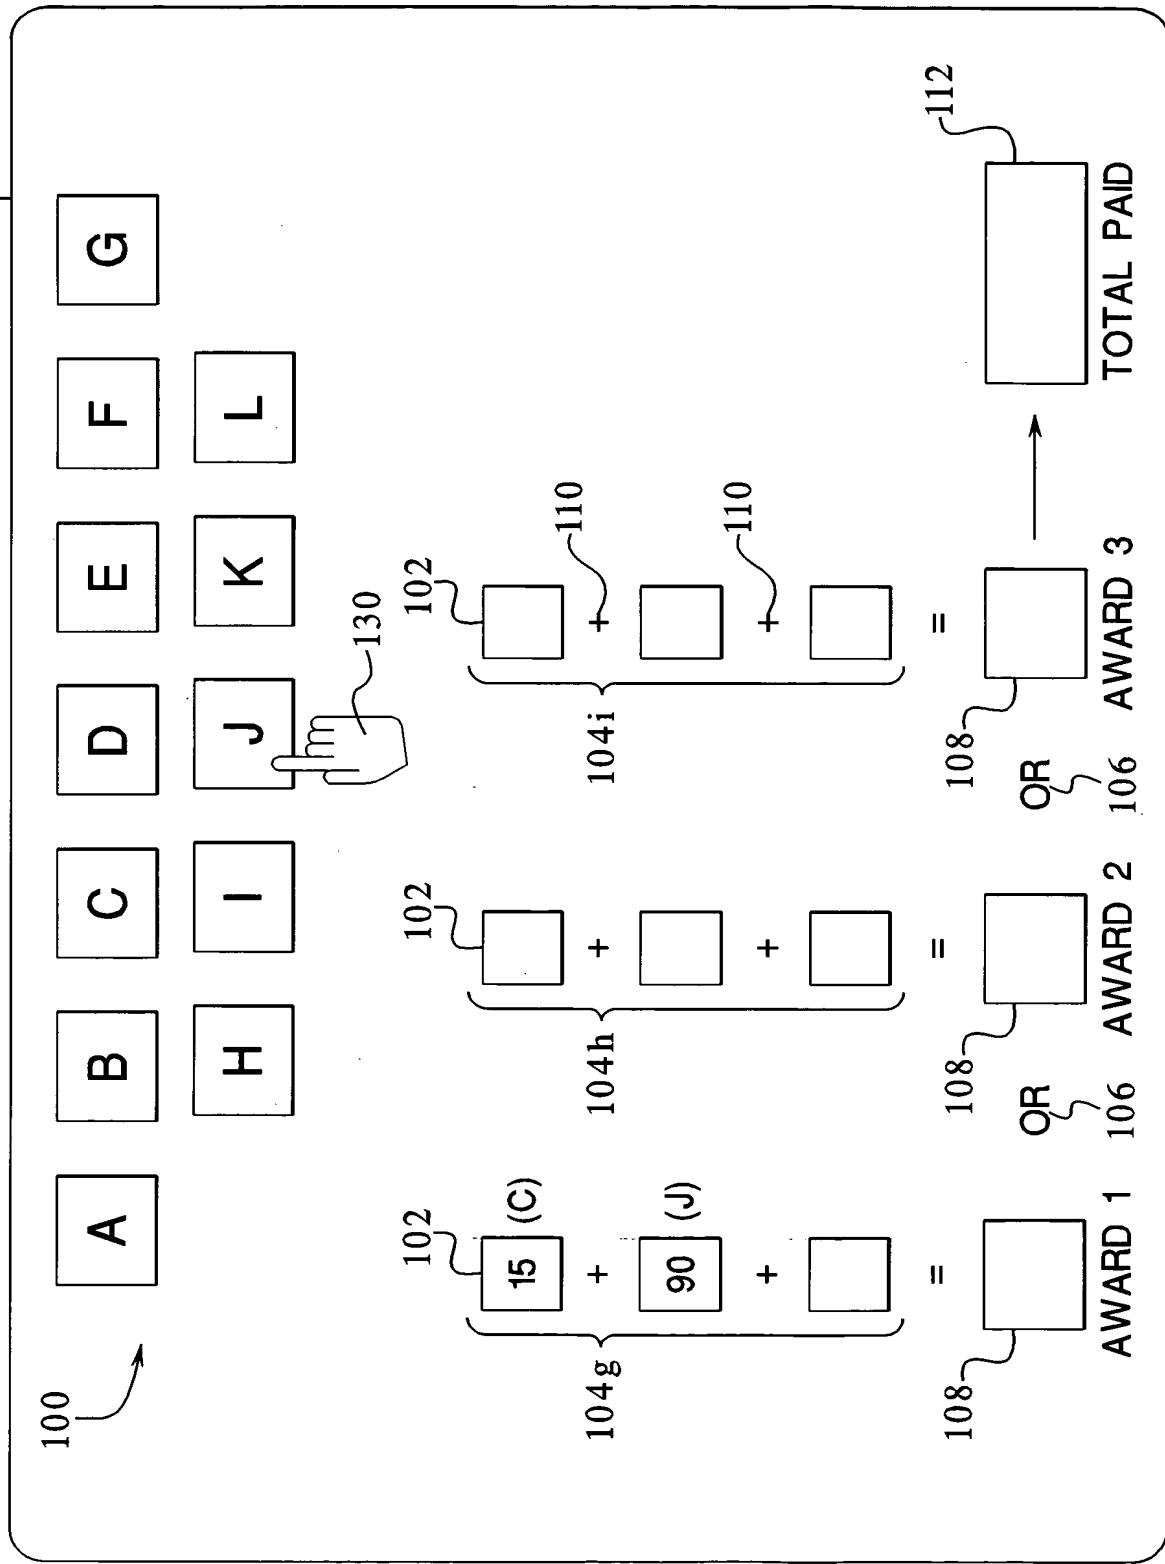 100
A B C D E F G
H I J K L
130
102 102 102
15 (C)
+ + + 110
104g 104h 104i
90 (J)
+ + + 110
= = =
108 108 108 112
OR OR
106 106
AWARD 1 AWARD 2 AWARD 3 TOTAL PAID